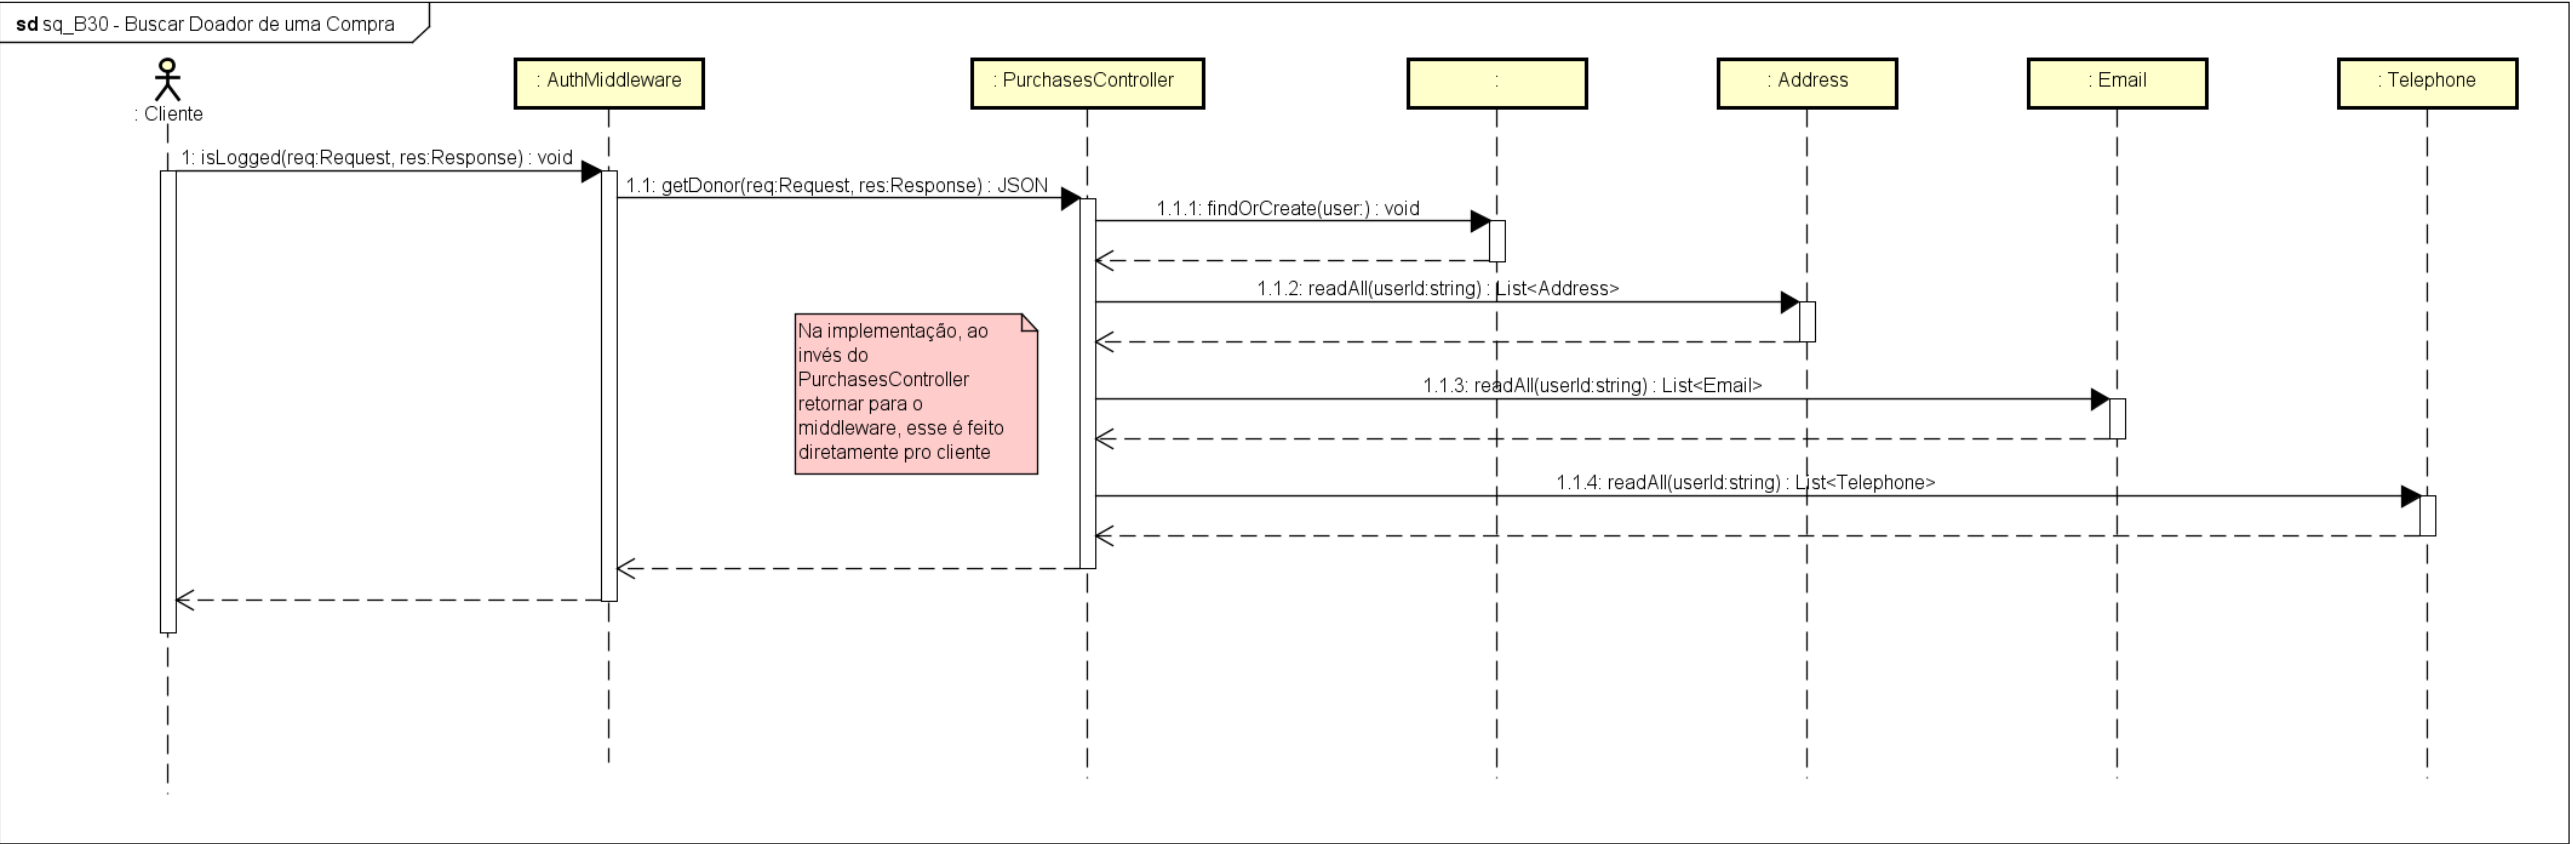 sd sq_B30 - Buscar Doador de uma Compra
: Cliente
: AuthMiddleware
: PurchasesController
:
: Address
: Email
: Telephone
1: isLogged(req:Request, res:Response) : void
1.1: getDonor(req:Request, res:Response) : JSON
1.1.1: findOrCreate(user:) : void
1.1.2: readAll(userId:string) : List<Address>
Na implementação, ao
invés do
PurchasesController
retornar para o
middleware, esse é feito
diretamente pro cliente
1.1.3: readAll(userId:string) : List<Email>
1.1.4: readAll(userId:string) : List<Telephone>